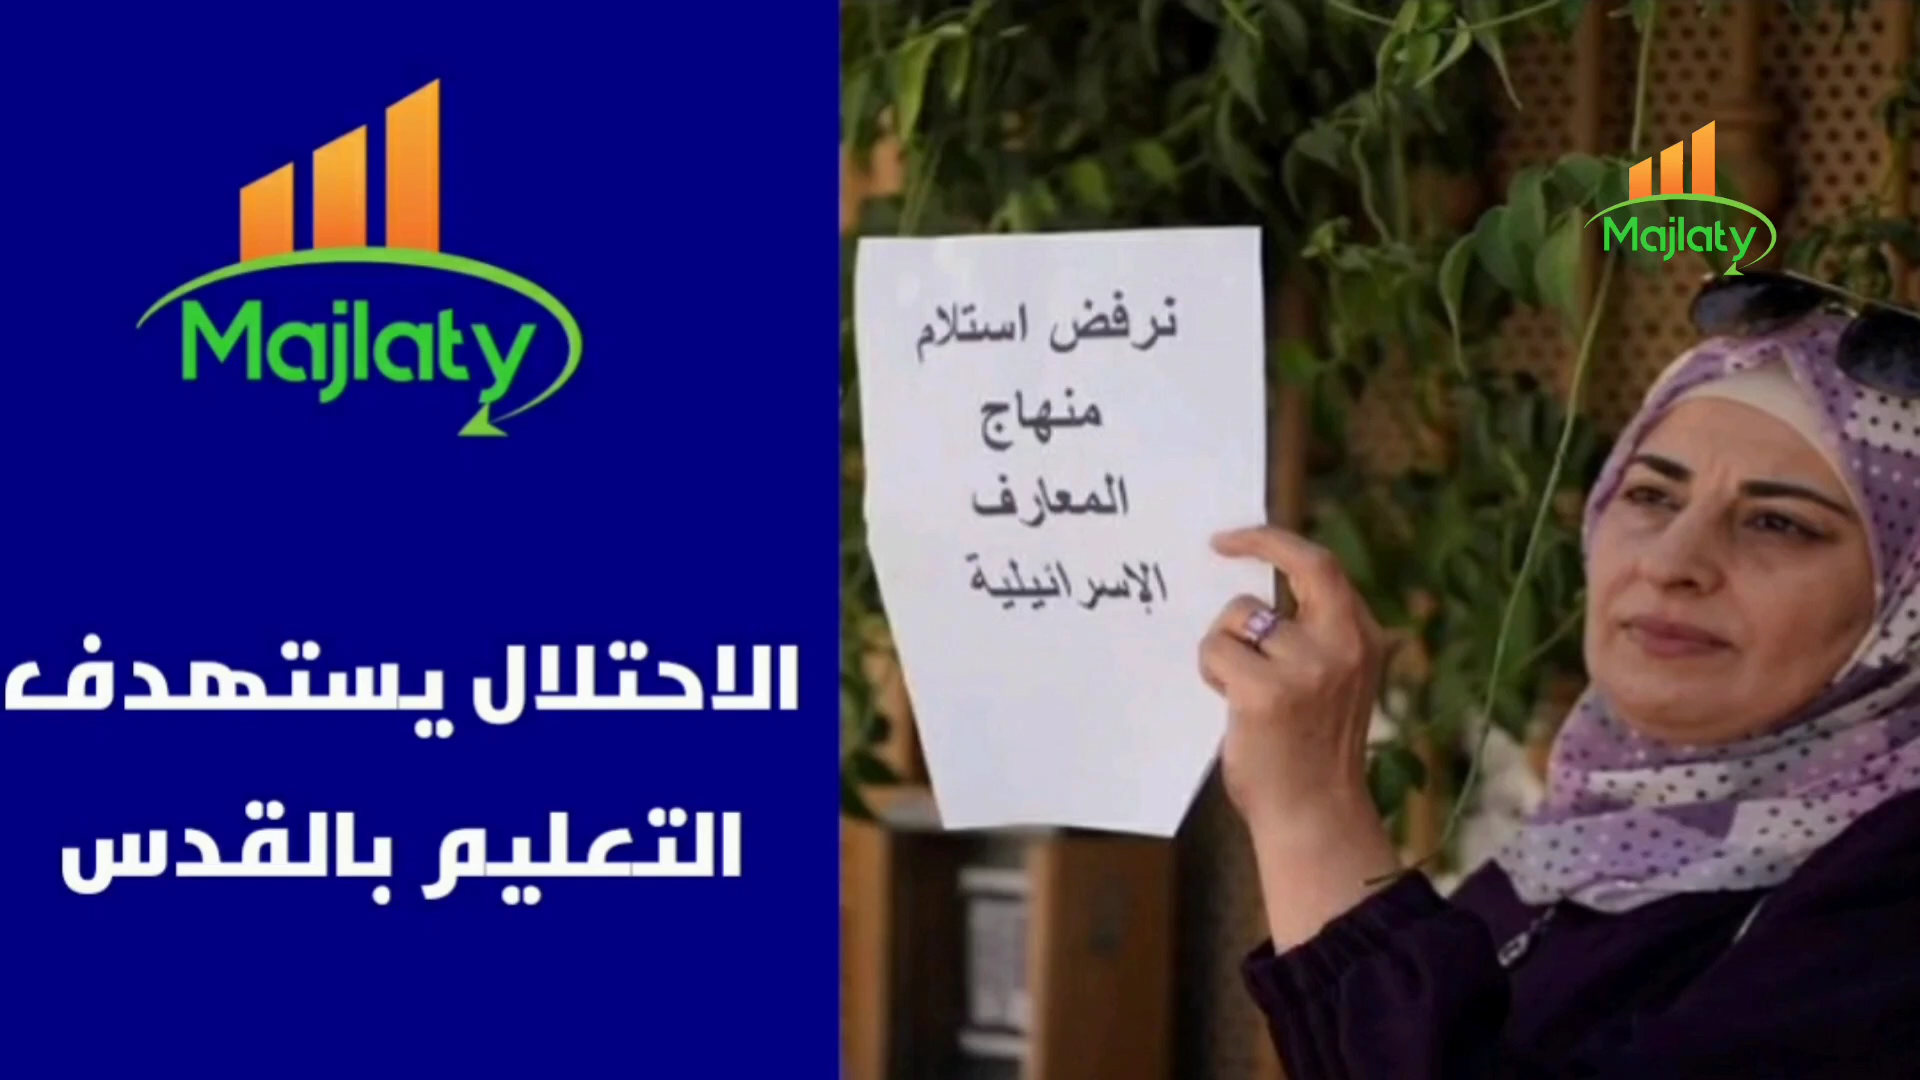 Majlaty
الاحتلال يستهدف
التعليم بالقدس
Majlaty
نرفض استلام
منهاج
المعارف
الإسرائيلية